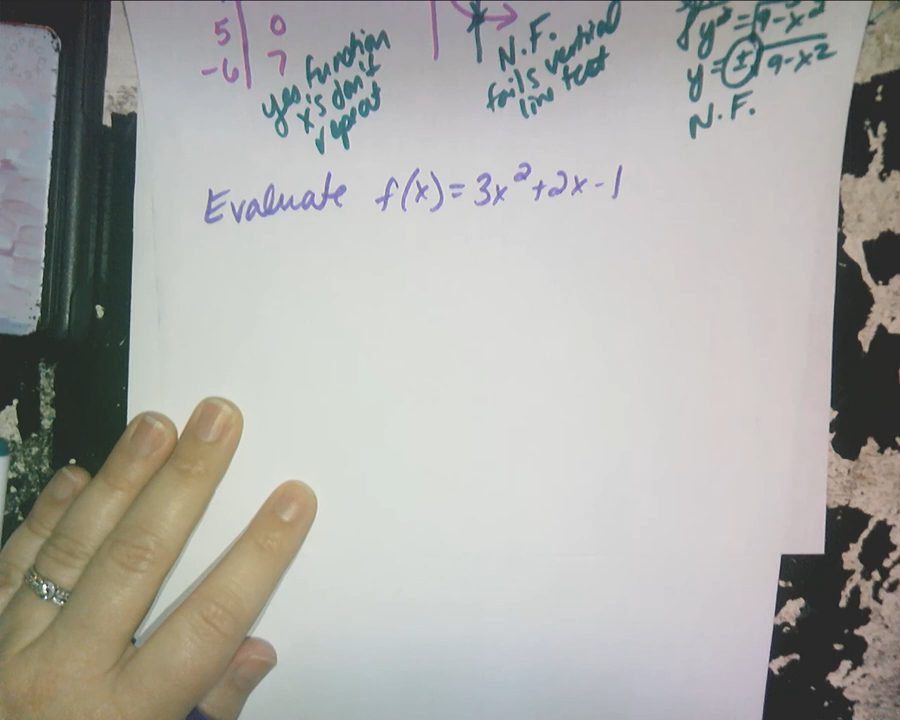 5 | 0
-6 | 7
yes function
x's don't
repeat
N.F.
fails vertical
line test
√y² = √9-x²
y = ± √9-x²
N.F.
Evaluate f(x) = 3x² + 2x - 1